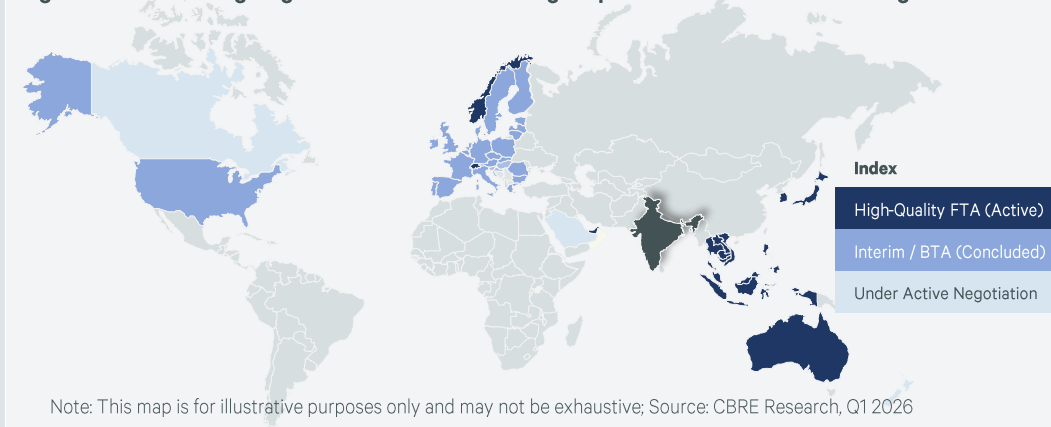 Index
High-Quality FTA (Active)
Interim / BTA (Concluded)
Under Active Negotiation
Note: This map is for illustrative purposes only and may not be exhaustive; Source: CBRE Research, Q1 2026